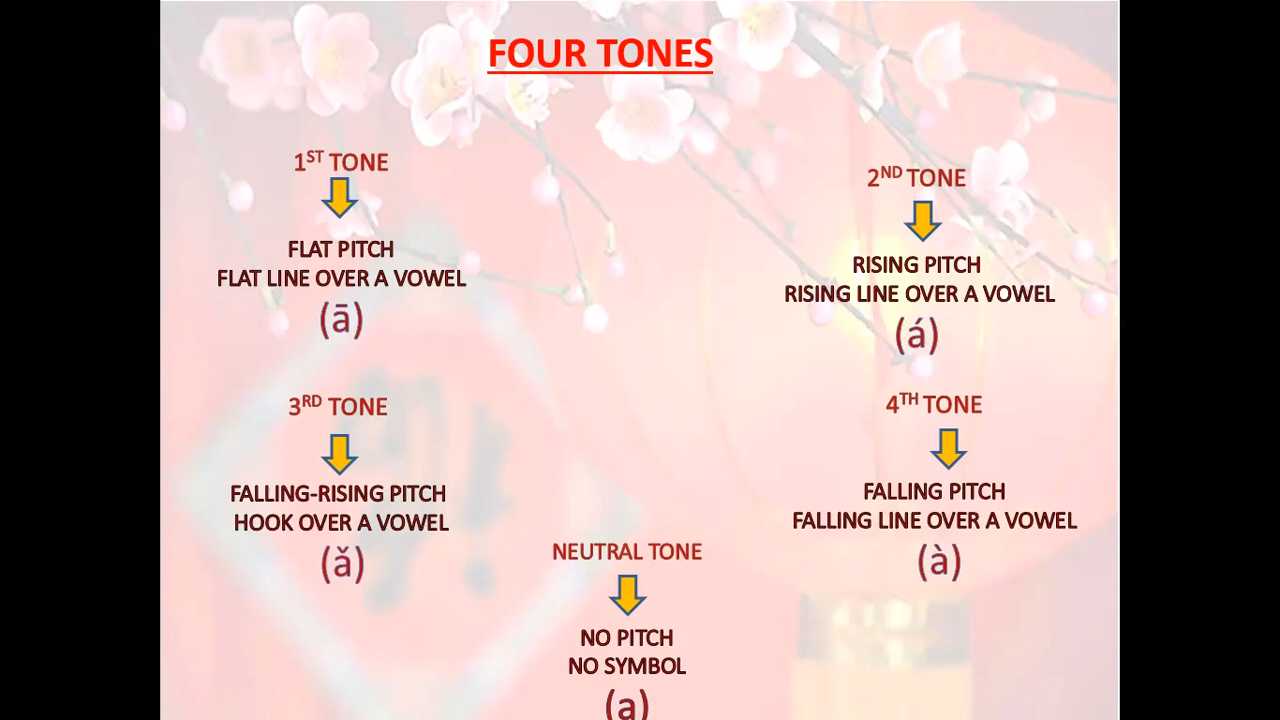 FOUR TONES
1ST TONE
FLAT PITCH
FLAT LINE OVER A VOWEL
(ā)
2ND TONE
RISING PITCH
RISING LINE OVER A VOWEL
(á)
3RD TONE
FALLING-RISING PITCH
HOOK OVER A VOWEL
(ǎ)
4TH TONE
FALLING PITCH
FALLING LINE OVER A VOWEL
(à)
NEUTRAL TONE
NO PITCH
NO SYMBOL
(a)